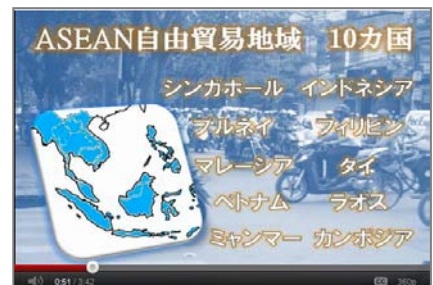 ASEAN自由貿易地域 10カ国
シンガポール インドネシア
ブルネイ フィリピン
マレーシア タイ
ベトナム ラオス
ミャンマー カンボジア
0:51 / 3:42 CC 360p